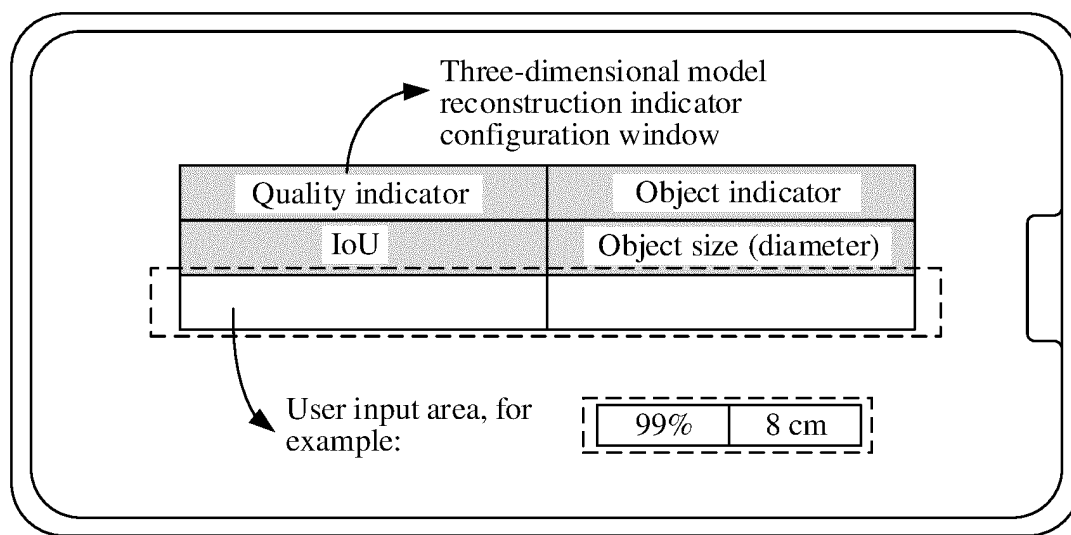 Three-dimensional model
reconstruction indicator
configuration window
Quality indicator
Object indicator
IoU
Object size (diameter)
User input area, for
example:
99%
8 cm